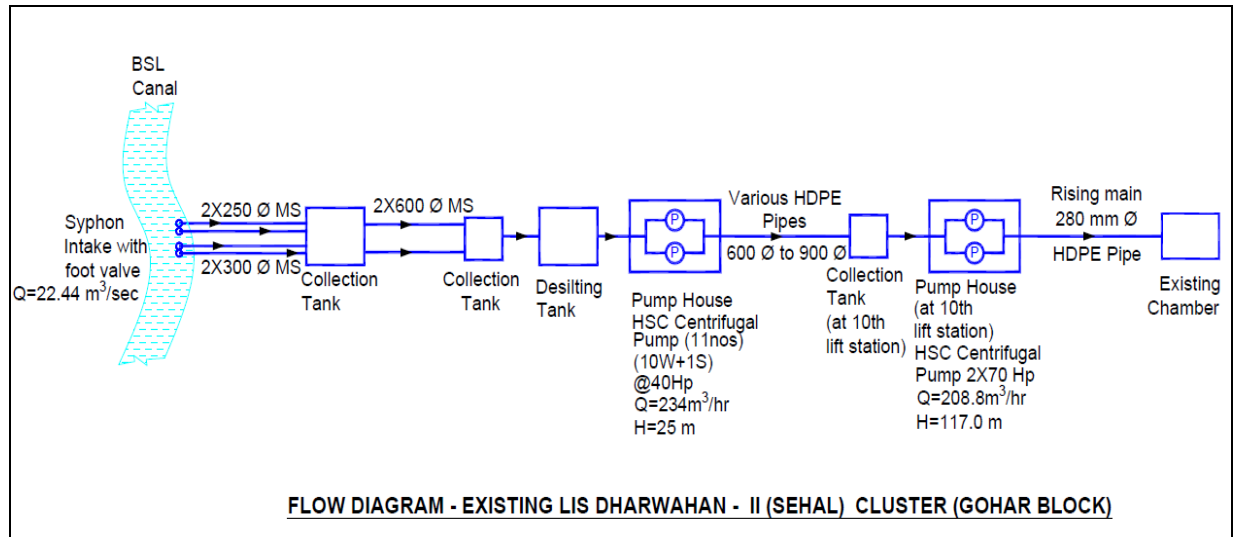 BSL
Canal
Syphon
Intake with
foot valve
Q=22.44 m³/sec
2X250 Ø MS
2X300 Ø MS
Collection
Tank
2X600 Ø MS
Collection
Tank
Desilting
Tank
P
P
Pump House
HSC Centrifugal
Pump (11nos)
(10W+1S)
@40Hp
Q=234m³/hr
H=25 m
Various HDPE
Pipes
600 Ø to 900 Ø
Collection
Tank
(at 10th
lift station)
P
P
Pump House
(at 10th
lift station)
HSC Centrifugal
Pump 2X70 Hp
Q=208.8m³/hr
H=117.0 m
Rising main
280 mm Ø
HDPE Pipe
Existing
Chamber
FLOW DIAGRAM - EXISTING LIS DHARWAHAN - II (SEHAL) CLUSTER (GOHAR BLOCK)